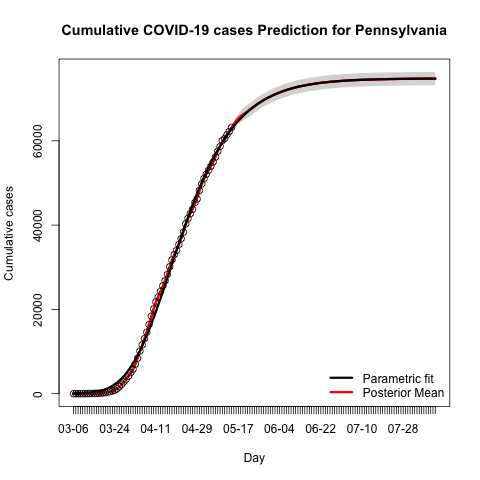 Cumulative COVID-19 cases Prediction for Pennsylvania
Cumulative cases
60000
40000
20000
0
Parametric fit
Posterior Mean
03-06 03-24 04-11 04-29 05-17 06-04 06-22 07-10 07-28
Day